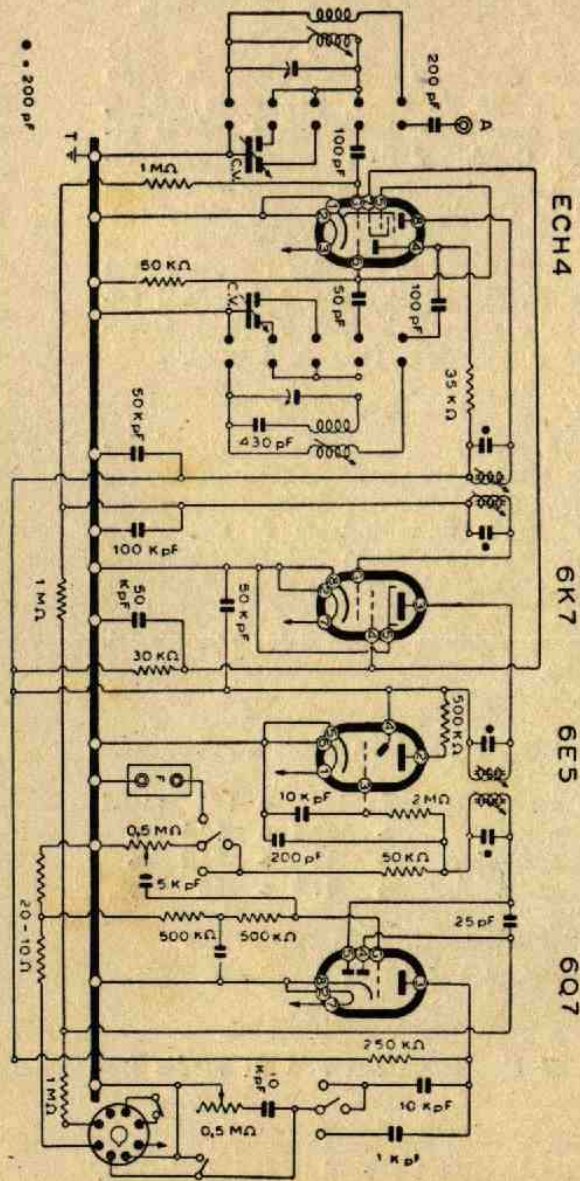 ECH4
6K7
6E5
6Q7
A
200 pF
100 pF
100 pF
50 pF
35 KΩ
C.V.
C.V.
1 MΩ
50 KΩ
430 pF
T
● = 200 pF
50 KpF
100 KpF
50 KpF
50 KpF
30 KΩ
1 MΩ
500 KΩ
10 KpF
2 MΩ
200 pF
50 KΩ
F
0,5 MΩ
5 KpF
500 KΩ
500 KΩ
25 pF
20 - 10 Ω
250 KΩ
10 KpF
0,5 MΩ
10 KpF
1 KpF
1 MΩ